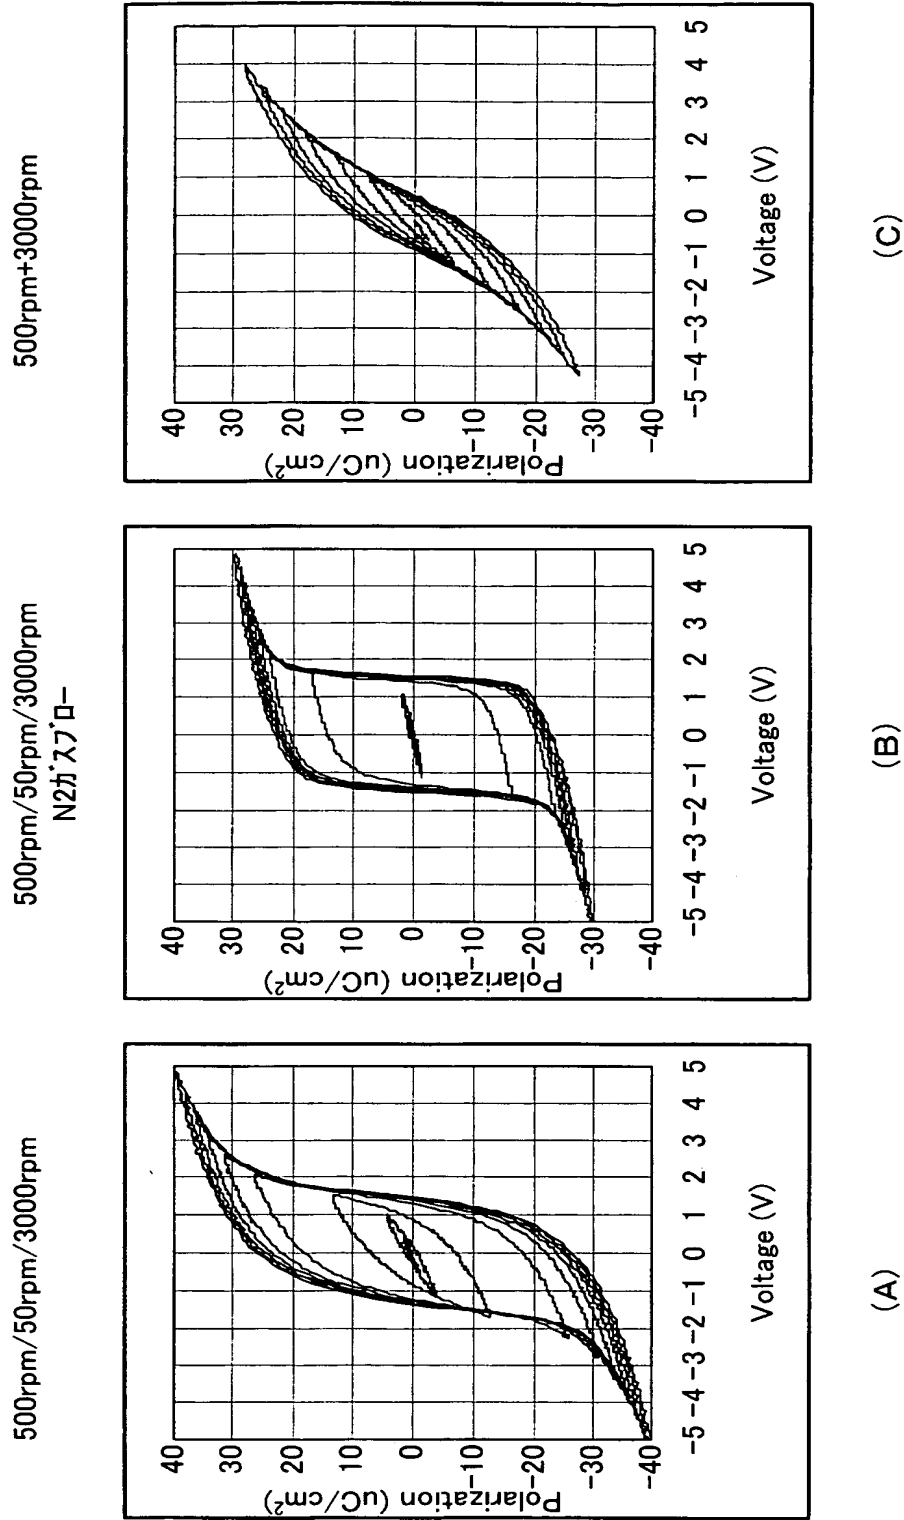 500rpm/50rpm/3000rpm
Polarization (uC/cm²)
40
30
20
10
0
-10
-20
-30
-40
-5 -4 -3 -2 -1 0 1 2 3 4 5
Voltage (V)
(A)
500rpm/50rpm/3000rpm
N2ガスブロー
Polarization (uC/cm²)
40
30
20
10
0
-10
-20
-30
-40
-5 -4 -3 -2 -1 0 1 2 3 4 5
Voltage (V)
(B)
500rpm+3000rpm
Polarization (uC/cm²)
40
30
20
10
0
-10
-20
-30
-40
-5 -4 -3 -2 -1 0 1 2 3 4 5
Voltage (V)
(C)